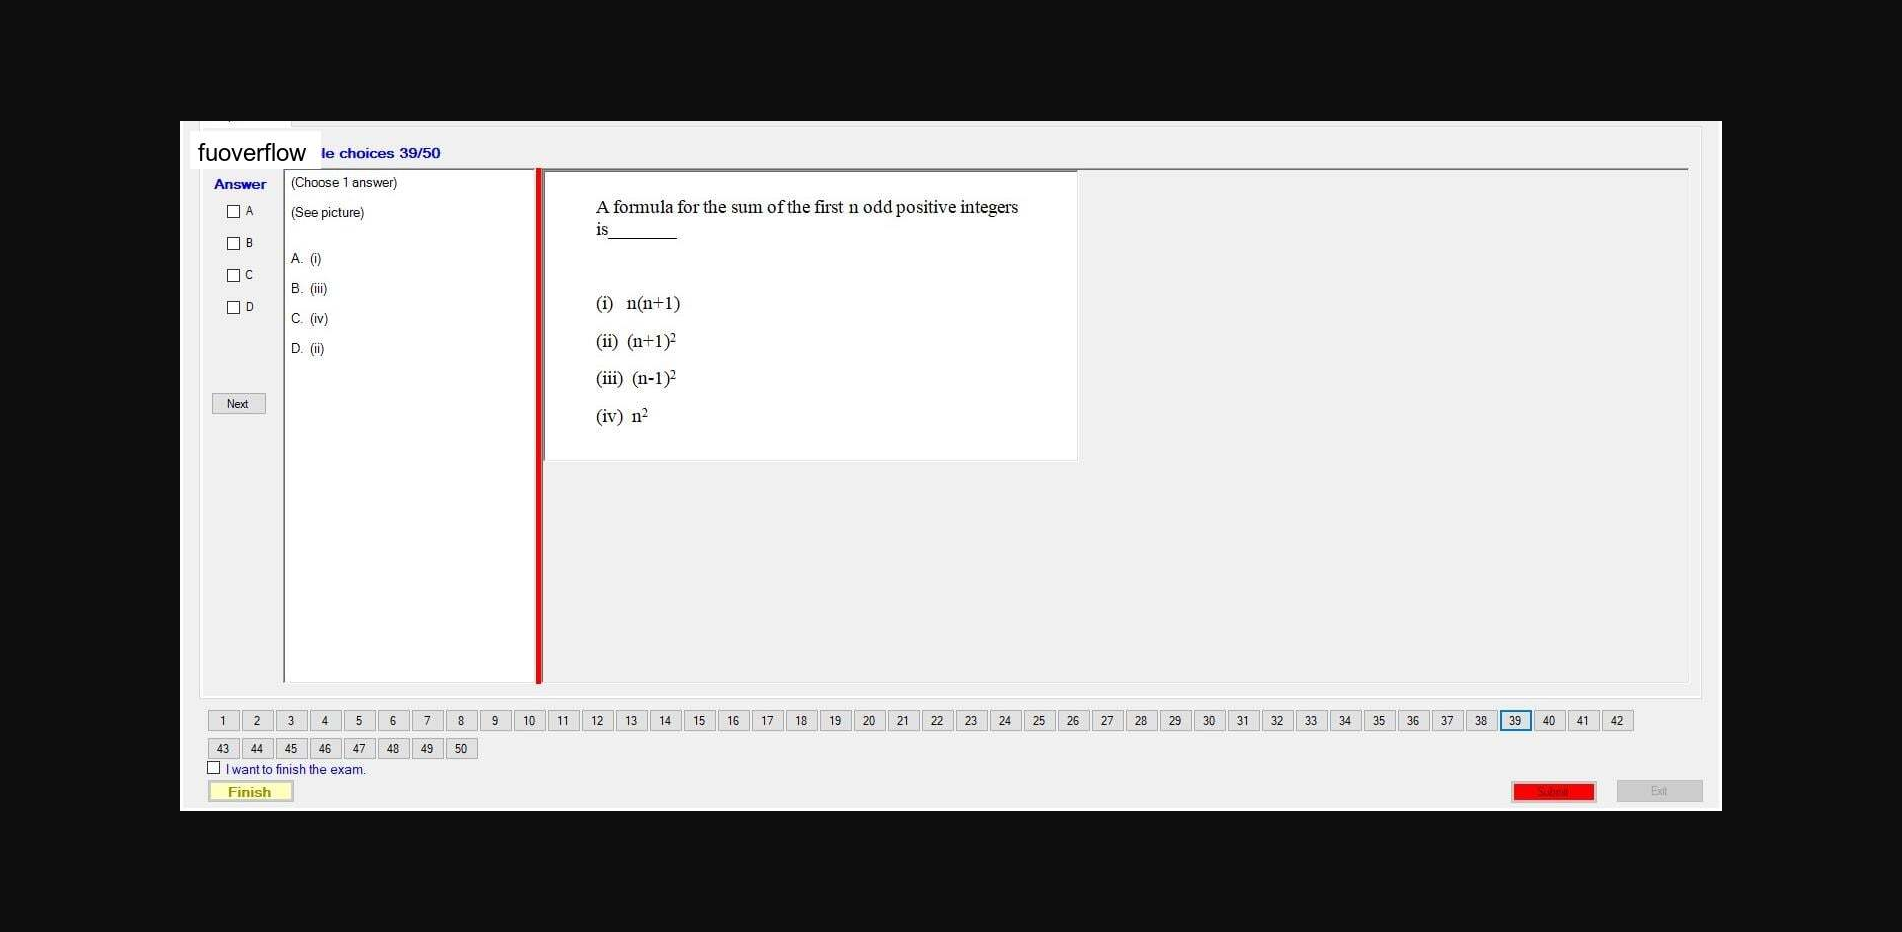 fuoverflow
le choices 39/50
Answer
A
B
C
D
Next
(Choose 1 answer)
(See picture)
A. (i)
B. (iii)
C. (iv)
D. (ii)
A formula for the sum of the first n odd positive integers
is________
(i) n(n+1)
(ii) (n+1)²
(iii) (n-1)²
(iv) n²
1 2 3 4 5 6 7 8 9 10 11 12 13 14 15 16 17 18 19 20 21 22 23 24 25 26 27 28 29 30 31 32 33 34 35 36 37 38 39 40 41 42
43 44 45 46 47 48 49 50
I want to finish the exam.
Finish
Submit
Exit